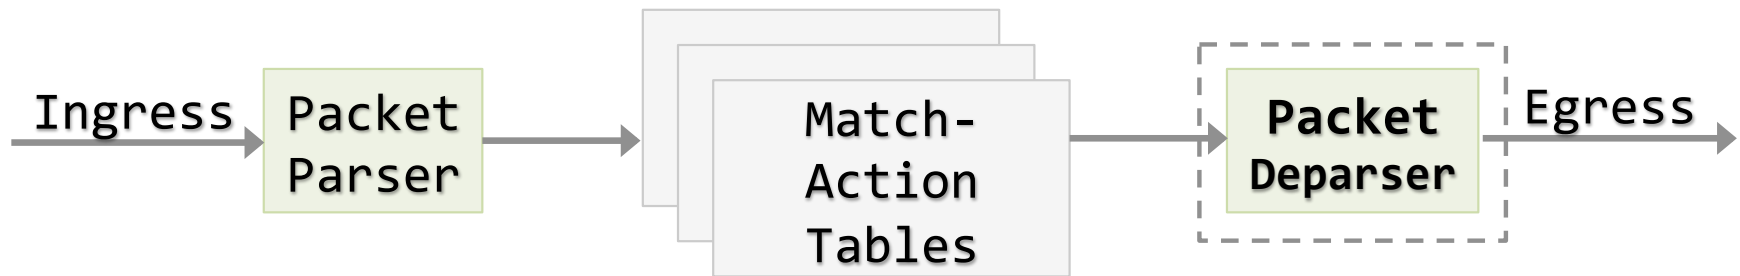 Ingress
Packet
Parser
Match-
Action
Tables
Packet
Deparser
Egress